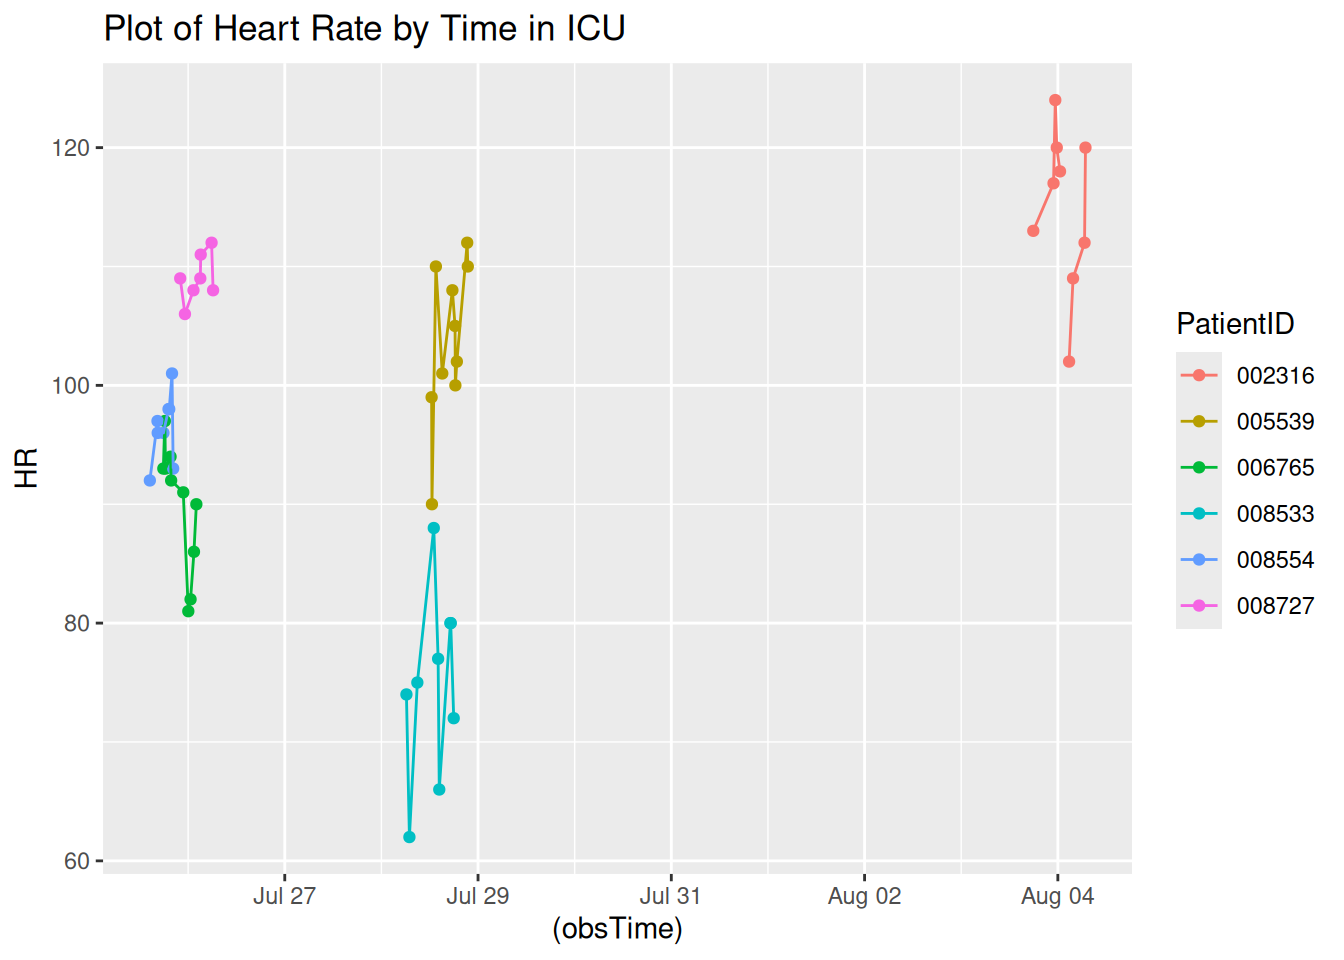 Plot of Heart Rate by Time in ICU
120
100
80
60
HR
Jul 27 Jul 29 Jul 31 Aug 02 Aug 04
(obsTime)
PatientID
002316
005539
006765
008533
008554
008727